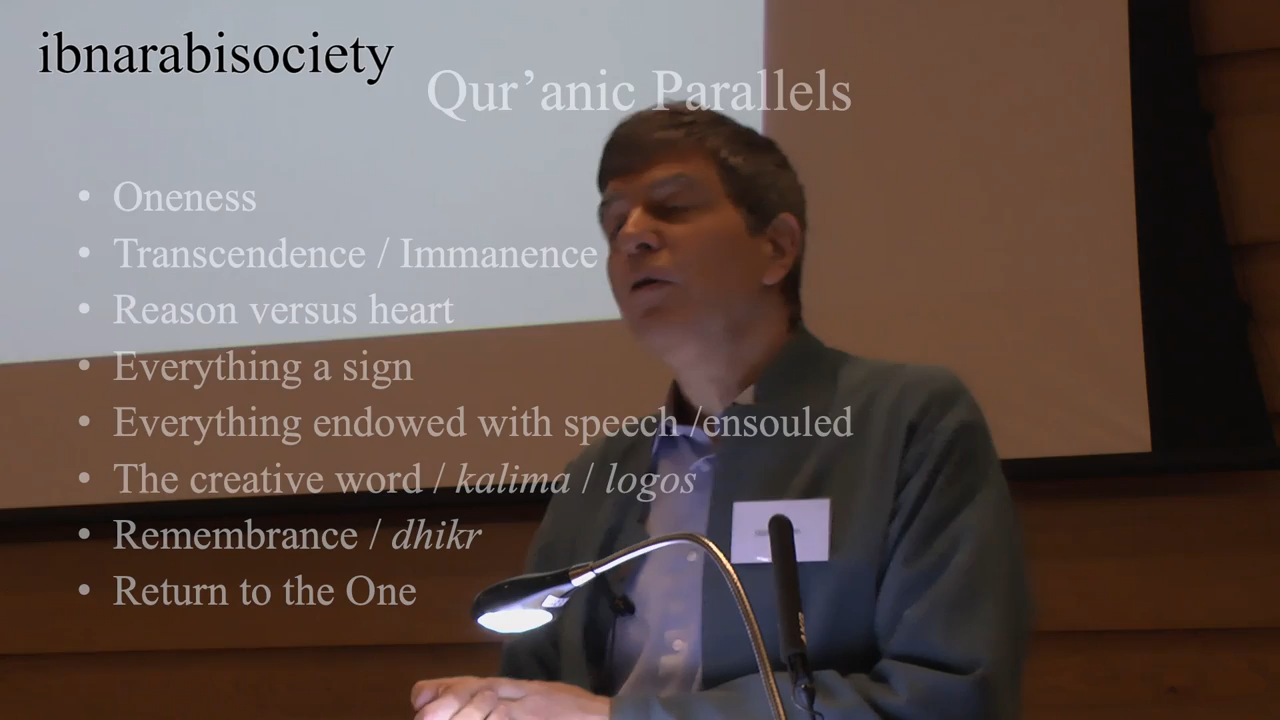 ibnarabisociety
Qur’anic Parallels
• Oneness
• Transcendence / Immanence
• Reason versus heart
• Everything a sign
• Everything endowed with speech /ensouled
• The creative word / kalima / logos
• Remembrance / dhikr
• Return to the One